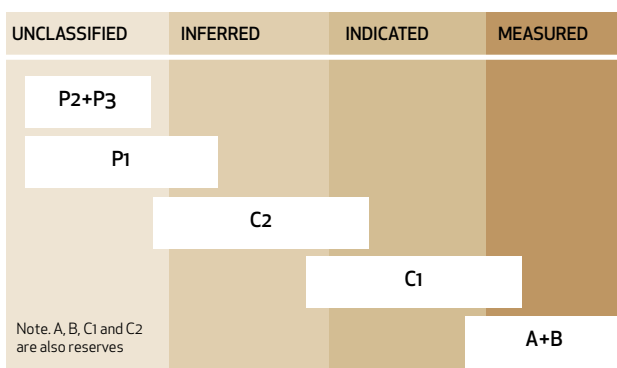 UNCLASSIFIED INFERRED INDICATED MEASURED
P2+P3
P1
C2
C1
A+B
Note. A, B, C1 and C2
are also reserves